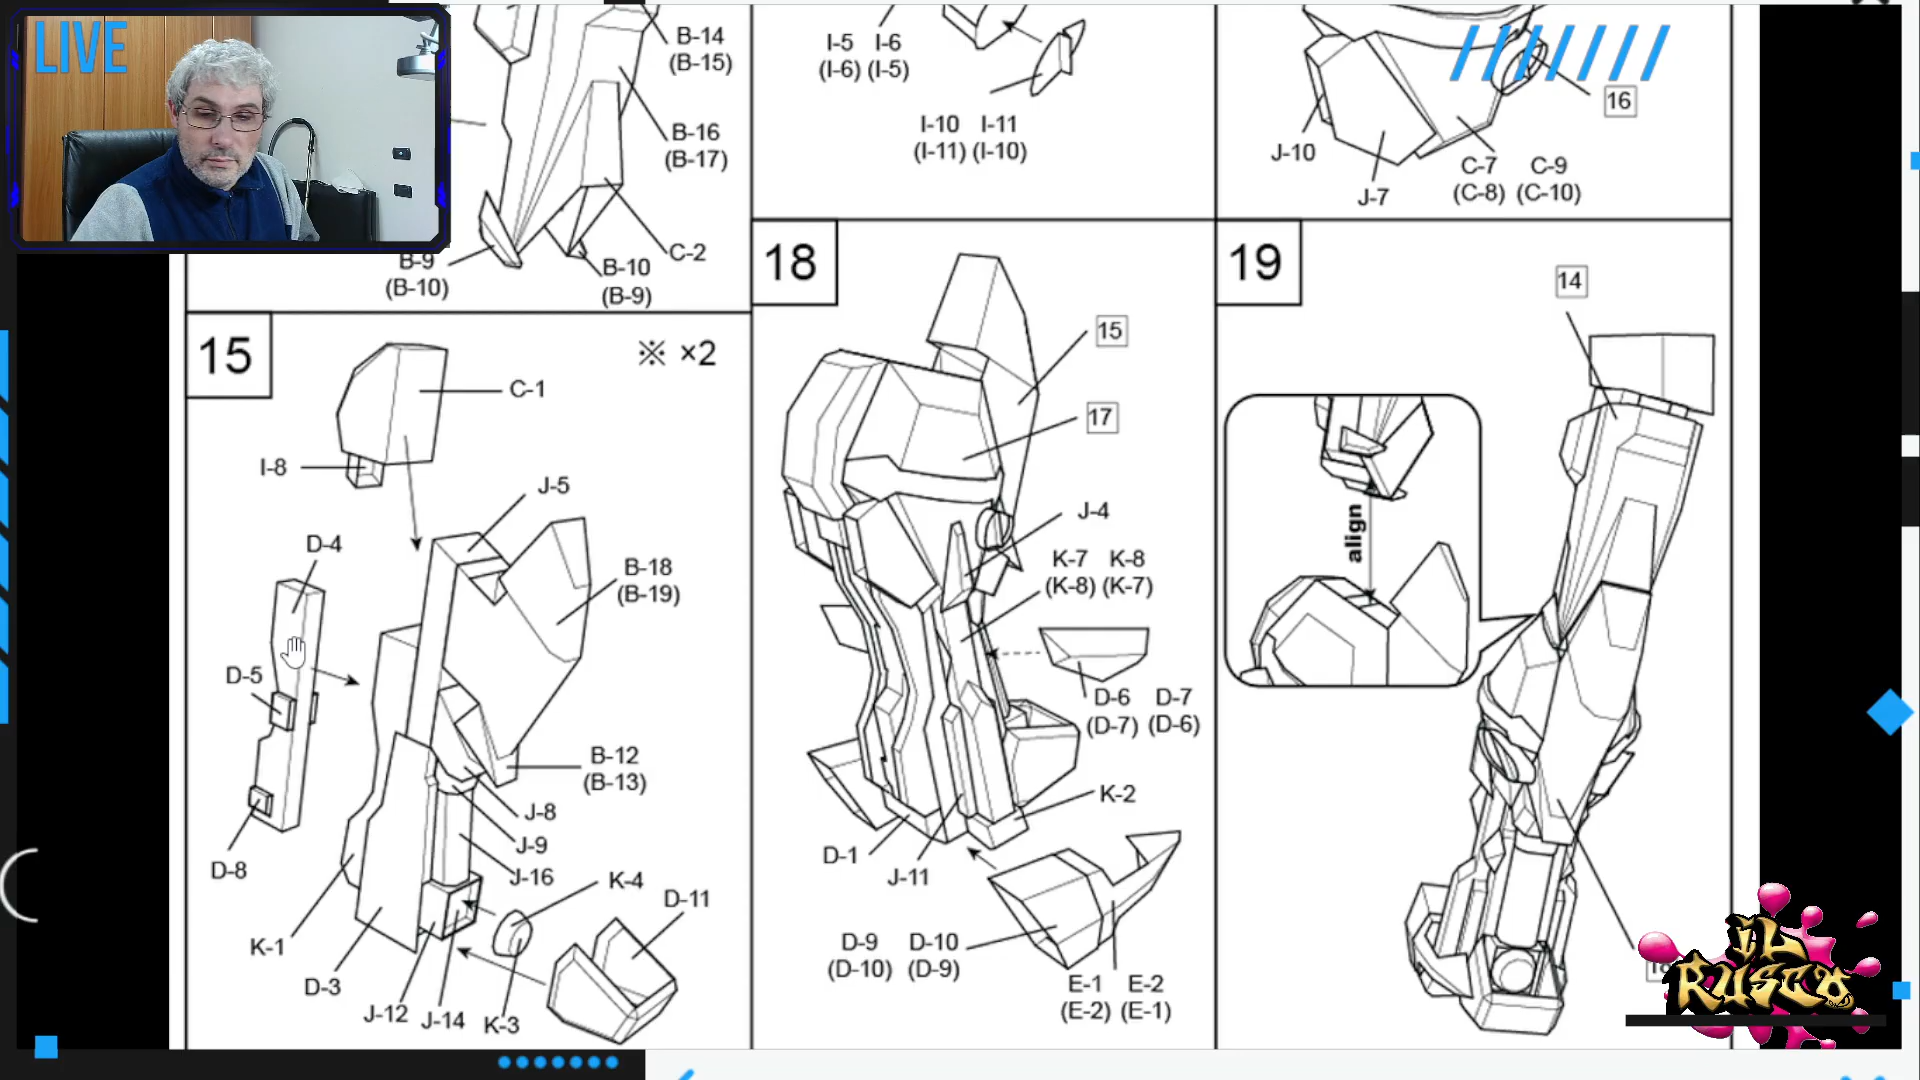 LIVE
B-14
(B-15)
B-16
(B-17)
C-2
B-9
(B-10)
B-10
(B-9)
I-5 I-6
(I-6) (I-5)
I-10 I-11
(I-11) (I-10)
16
J-10
J-7
C-7 C-9
(C-8) (C-10)
15
※ ×2
C-1
I-8
J-5
D-4
B-18
(B-19)
D-5
B-12
(B-13)
J-8
J-9
J-16
D-8
K-4
D-11
K-1
D-3
J-12
J-14
K-3
18
15
17
J-4
K-7 K-8
(K-8) (K-7)
D-6 D-7
(D-7) (D-6)
K-2
D-1
J-11
D-9 D-10
(D-10) (D-9)
E-1 E-2
(E-2) (E-1)
19
14
align
IL
RUSCO